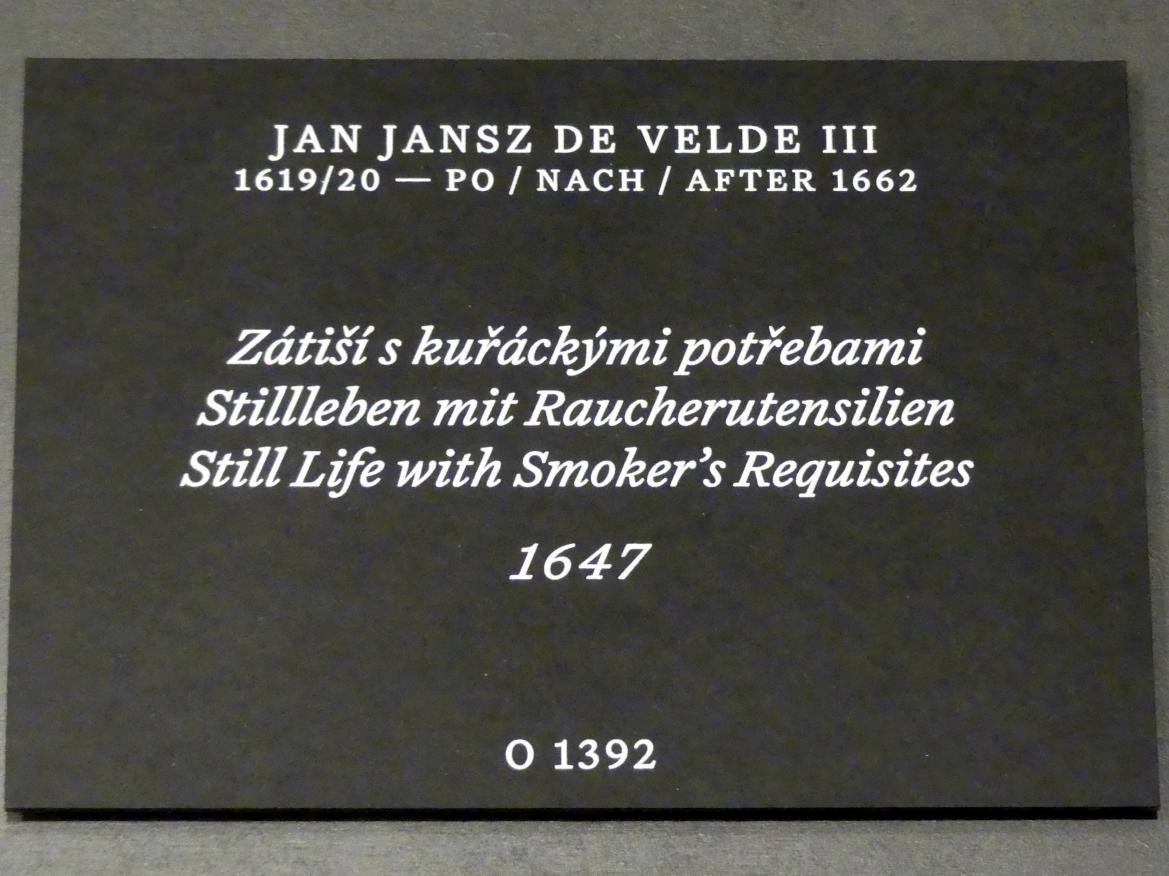 JAN JANSZ DE VELDE III
1619/20 — PO / NACH / AFTER 1662
Zátiší s kuřáckými potřebami
Stillleben mit Raucherutensilien
Still Life with Smoker’s Requisites
1647
O 1392